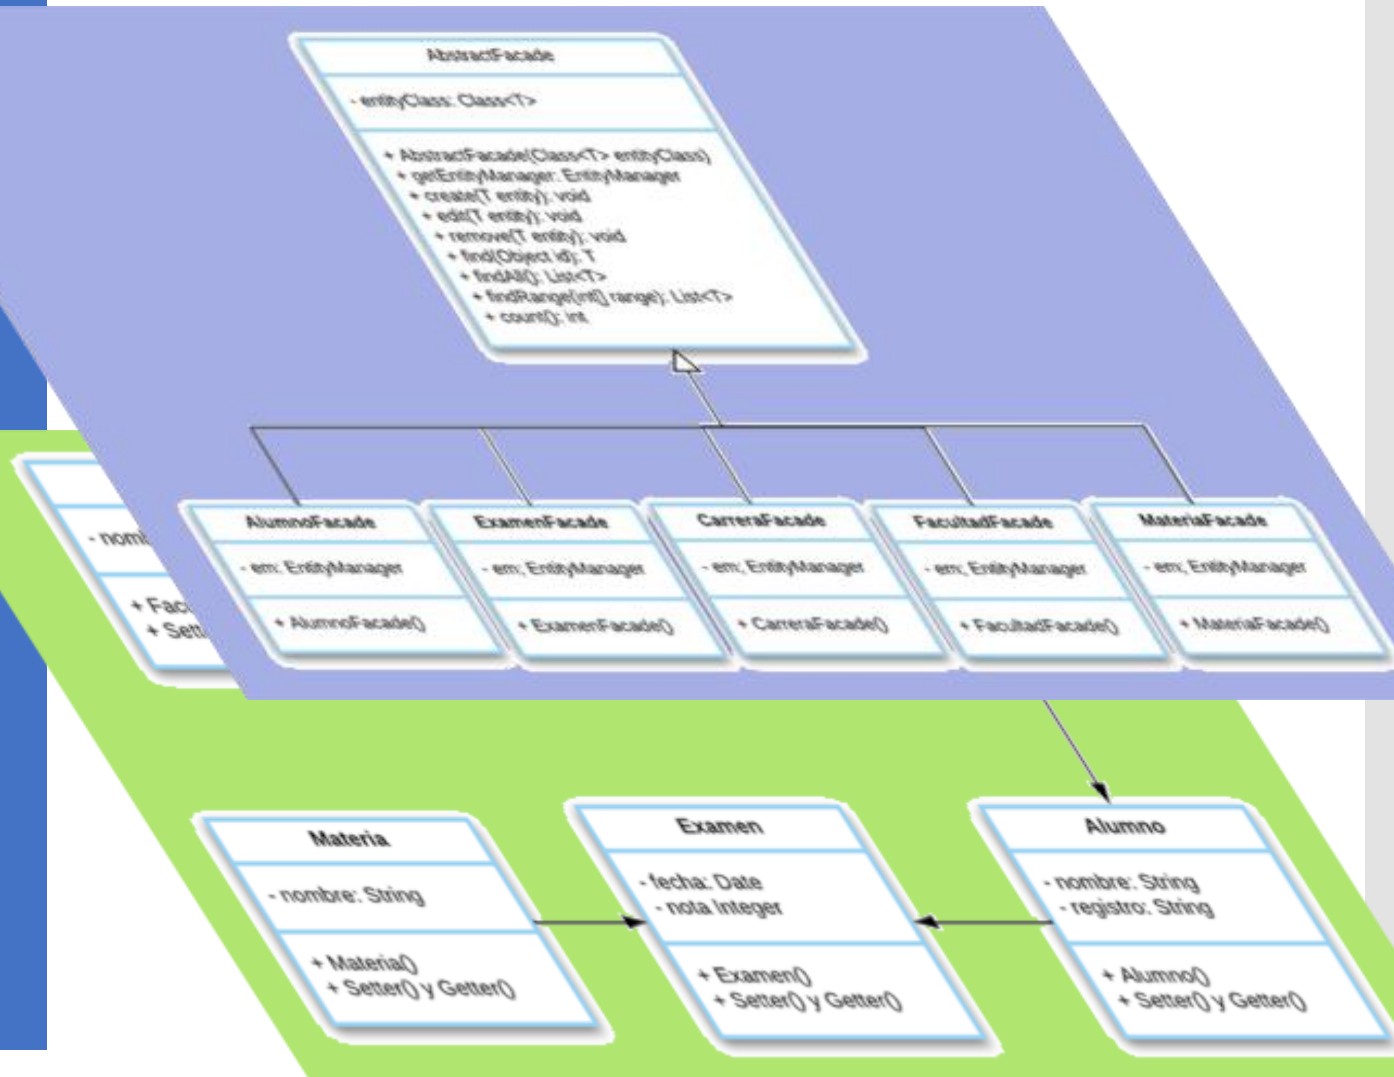 AbstractFacade
- entityClass: Class<T>
+ AbstractFacade(Class<T> entityClass)
+ getEntityManager: EntityManager
+ create(T entity): void
+ edit(T entity): void
+ remove(T entity): void
+ find(Object id): T
+ findAll(): List<T>
+ findRange(int[] range): List<T>
+ count(): int
AlumnoFacade
- em: EntityManager
+ AlumnoFacade()
ExamenFacade
- em; EntityManager
+ ExamenFacade()
CarreraFacade
- em; EntityManager
+ CarreraFacade()
FacultadFacade
- em; EntityManager
+ FacultadFacade()
MateriaFacade
- em; EntityManager
+ MateriaFacade()
- nom
+ Fac
+ Sett
Materia
- nombre: String
+ Materia()
+ Setter() y Getter()
Examen
- fecha: Date
- nota Integer
+ Examen()
+ Setter() y Getter()
Alumno
- nombre: String
- registro: String
+ Alumno()
+ Setter() y Getter()